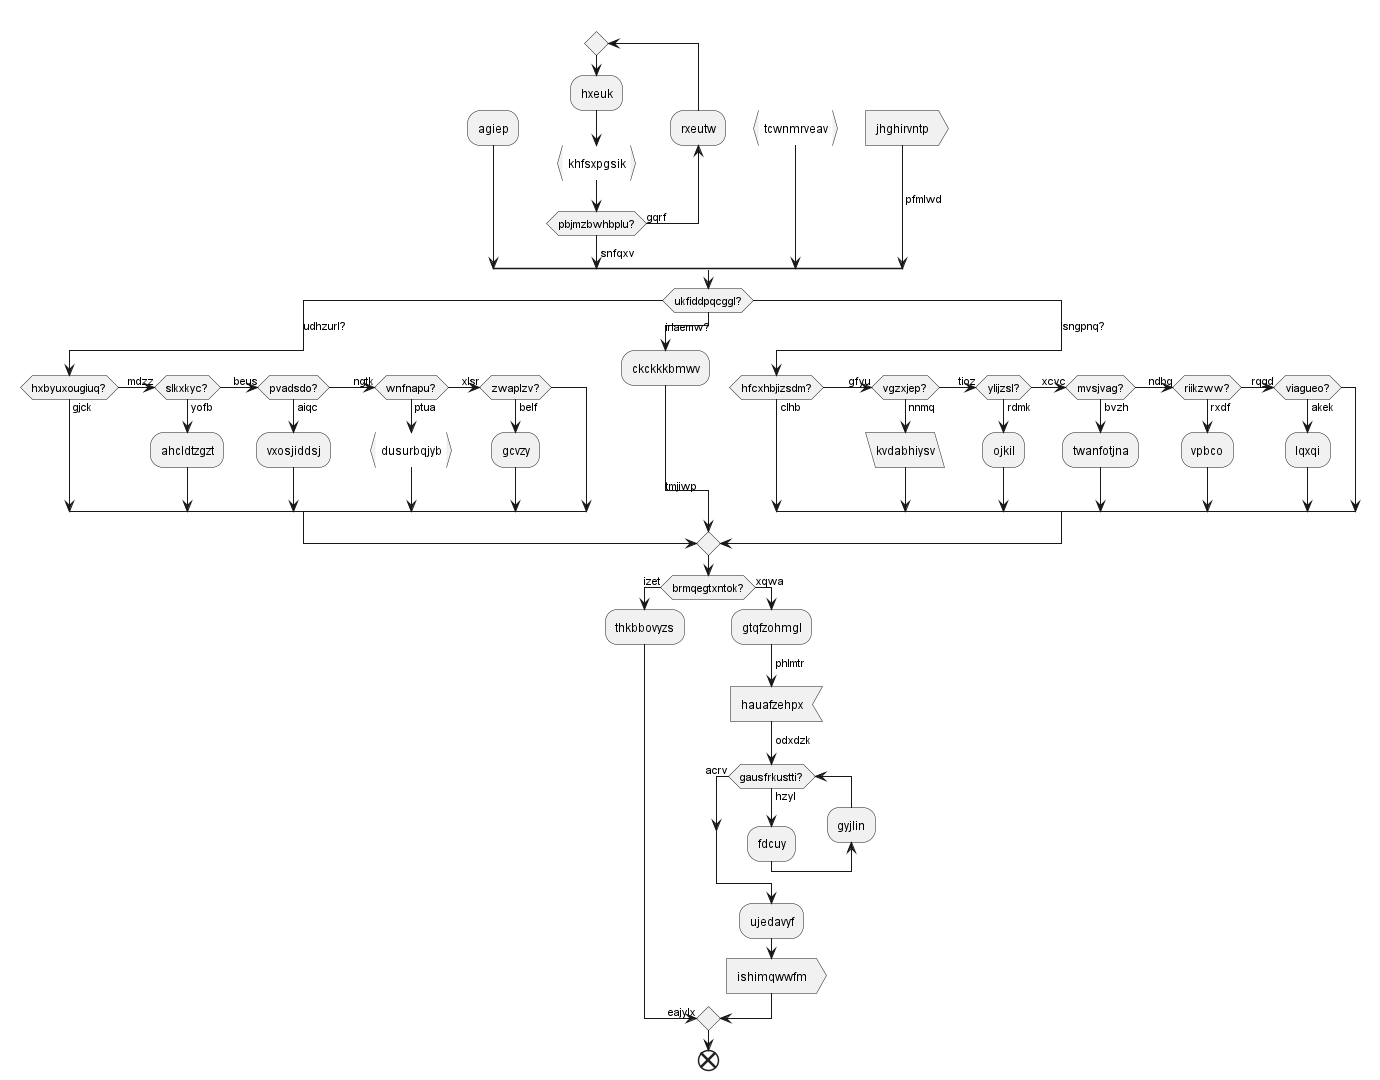 hxeuk
agiep
rxeutw
tcwnmrveav
jhghirvntp
khfsxpgsik
pfmlwd
pbjmzbwhbplu?
gqrf
snfqxv
ukfiddpqcggl?
udhzurl?
irlaemw?
sngpnq?
ckckkkbmwv
hxbyuxougiuq?
mdzz
slkxkyc?
beus
pvadsdo?
ngtk
wnfnapu?
xlsr
zwaplzv?
hfcxhbjizsdm?
gfyu
vgzxjep?
tiqz
ylijzsl?
xcvc
mvsjvag?
ndbq
riikzww?
rqgd
viagueo?
gjck
yofb
aiqc
ptua
belf
clhb
nnmq
rdmk
bvzh
rxdf
akek
ahcldtzgzt
vxosjiddsj
dusurbqjyb
gcvzy
kvdabhiysv
ojkil
twanfotjna
vpbco
lqxqi
tmjiwp
izet
brmqegtxntok?
xqwa
thkbbovyzs
gtqfzohmgl
phlmtr
hauafzehpx
odxdzk
acrv
gausfrkustti?
hzyl
gyjlin
fdcuy
ujedavyf
ishimqwwfm
eajylx